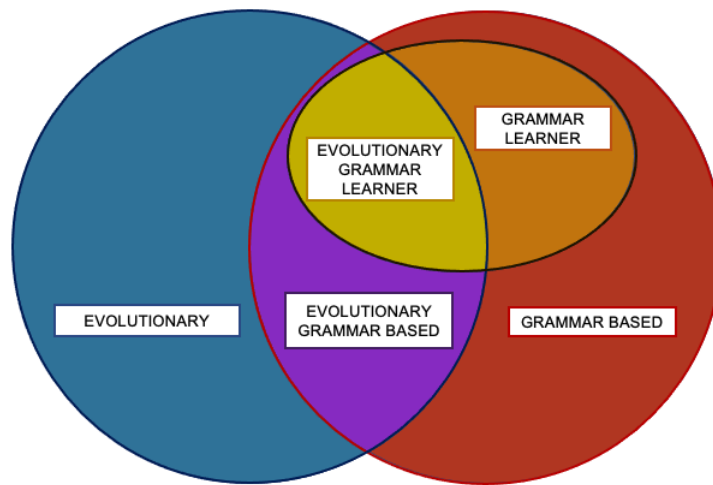 GRAMMAR
LEARNER
EVOLUTIONARY
GRAMMAR
LEARNER
EVOLUTIONARY
EVOLUTIONARY
GRAMMAR BASED
GRAMMAR BASED